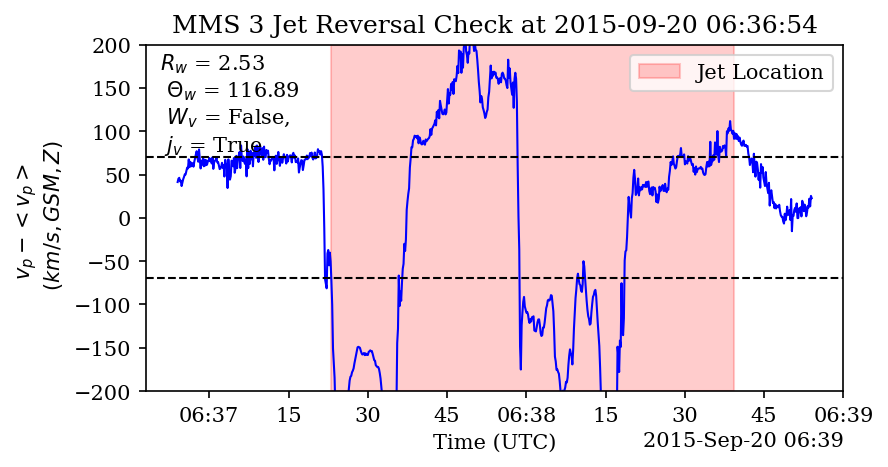 MMS 3 Jet Reversal Check at 2015-09-20 06:36:54
R_w = 2.53
Θ_w = 116.89
W_v = False,
j_v = True
Jet Location
v_p − < v_p >
(km/s, GSM, Z)
200
150
100
50
0
−50
−100
−150
−200
06:37 15 30 45 06:38 15 30 45 06:39
Time (UTC)
2015-Sep-20 06:39